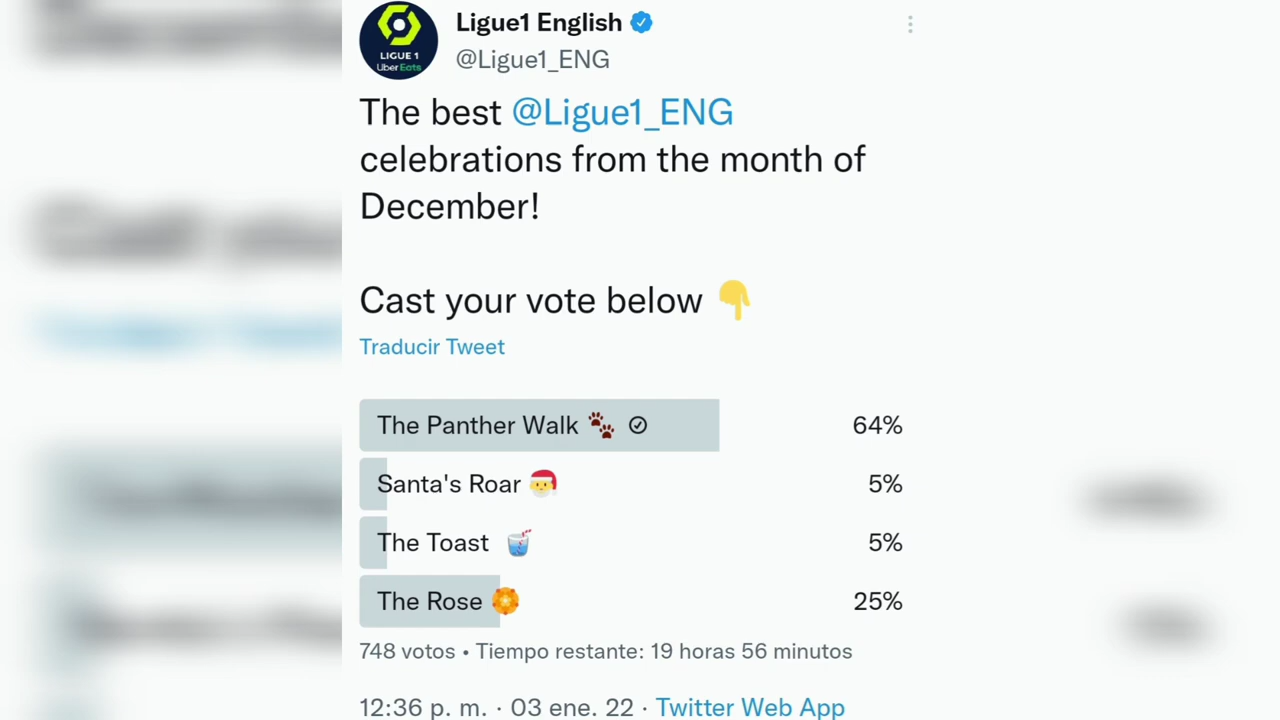 Ligue1 English
@Ligue1_ENG
LIGUE 1
Uber Eats
The best @Ligue1_ENG
celebrations from the month of
December!
Cast your vote below 👇
Traducir Tweet
The Panther Walk 🐾 64%
Santa's Roar 🎅 5%
The Toast 🥤 5%
The Rose 🏵️ 25%
748 votos • Tiempo restante: 19 horas 56 minutos
12:36 p. m. · 03 ene. 22 · Twitter Web App